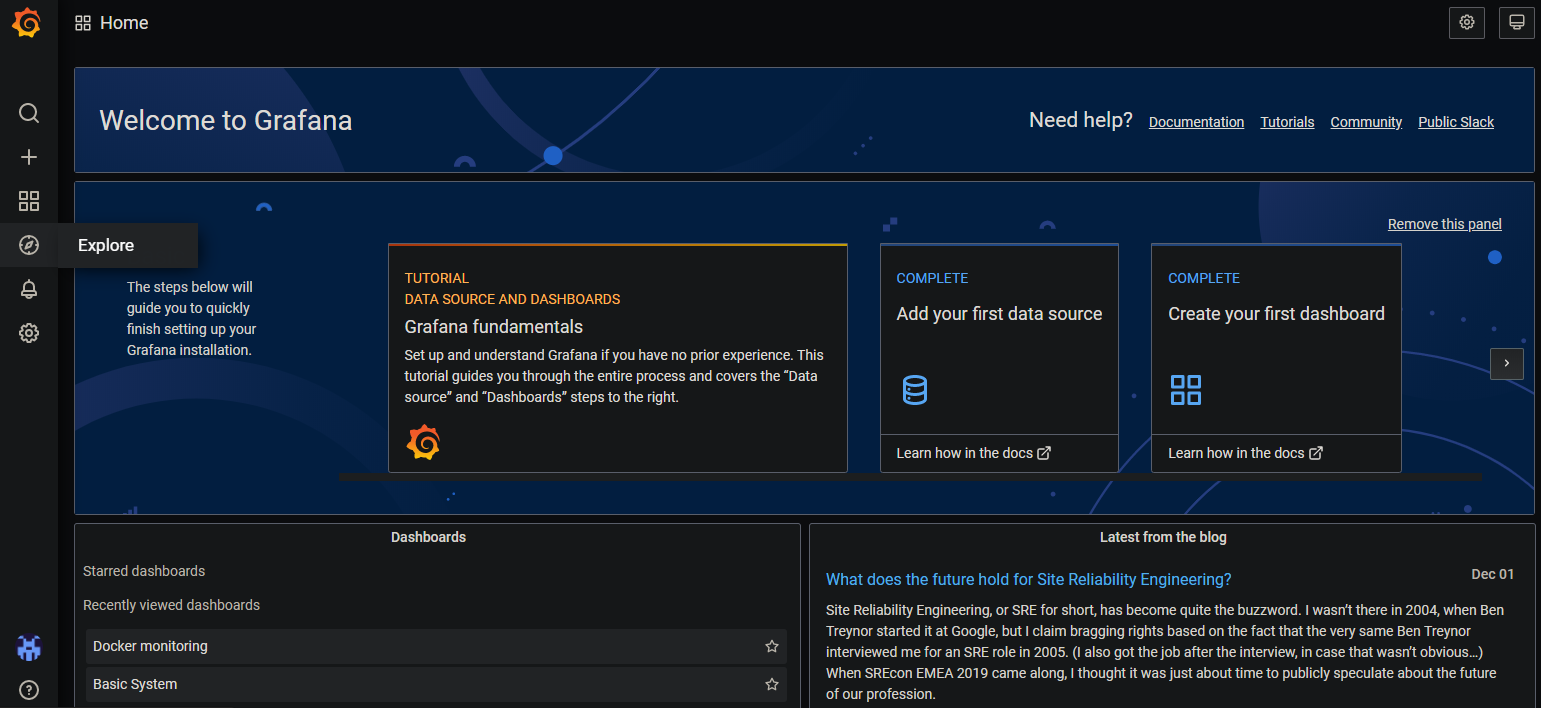 Home
Welcome to Grafana
Need help?
Documentation
Tutorials
Community
Public Slack
Explore
Remove this panel
The steps below will
guide you to quickly
finish setting up your
Grafana installation.
TUTORIAL
DATA SOURCE AND DASHBOARDS
Grafana fundamentals
Set up and understand Grafana if you have no prior experience. This
tutorial guides you through the entire process and covers the “Data
source” and “Dashboards” steps to the right.
COMPLETE
Add your first data source
Learn how in the docs
COMPLETE
Create your first dashboard
Learn how in the docs
Dashboards
Starred dashboards
Recently viewed dashboards
Docker monitoring
Basic System
Latest from the blog
What does the future hold for Site Reliability Engineering?
Dec 01
Site Reliability Engineering, or SRE for short, has become quite the buzzword. I wasn’t there in 2004, when Ben
Treynor started it at Google, but I claim bragging rights based on the fact that the very same Ben Treynor
interviewed me for an SRE role in 2005. (I also got the job after the interview, in case that wasn’t obvious…)
When SREcon EMEA 2019 came along, I thought it was just about time to publicly speculate about the future
of our profession.